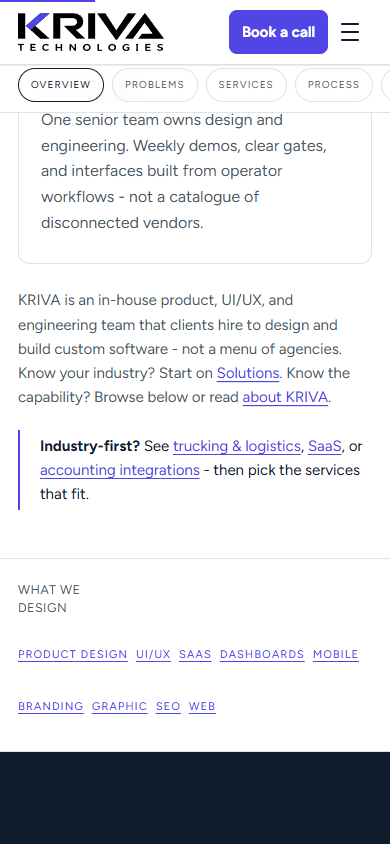 KRIVA
TECHNOLOGIES
Book a call
OVERVIEW
PROBLEMS
SERVICES
PROCESS
One senior team owns design and
engineering. Weekly demos, clear gates,
and interfaces built from operator
workflows - not a catalogue of
disconnected vendors.
KRIVA is an in-house product, UI/UX, and
engineering team that clients hire to design and
build custom software - not a menu of agencies.
Know your industry? Start on Solutions. Know the
capability? Browse below or read about KRIVA.
Industry-first? See trucking & logistics, SaaS, or
accounting integrations - then pick the services
that fit.
WHAT WE
DESIGN
PRODUCT DESIGN UI/UX SAAS DASHBOARDS MOBILE
BRANDING GRAPHIC SEO WEB